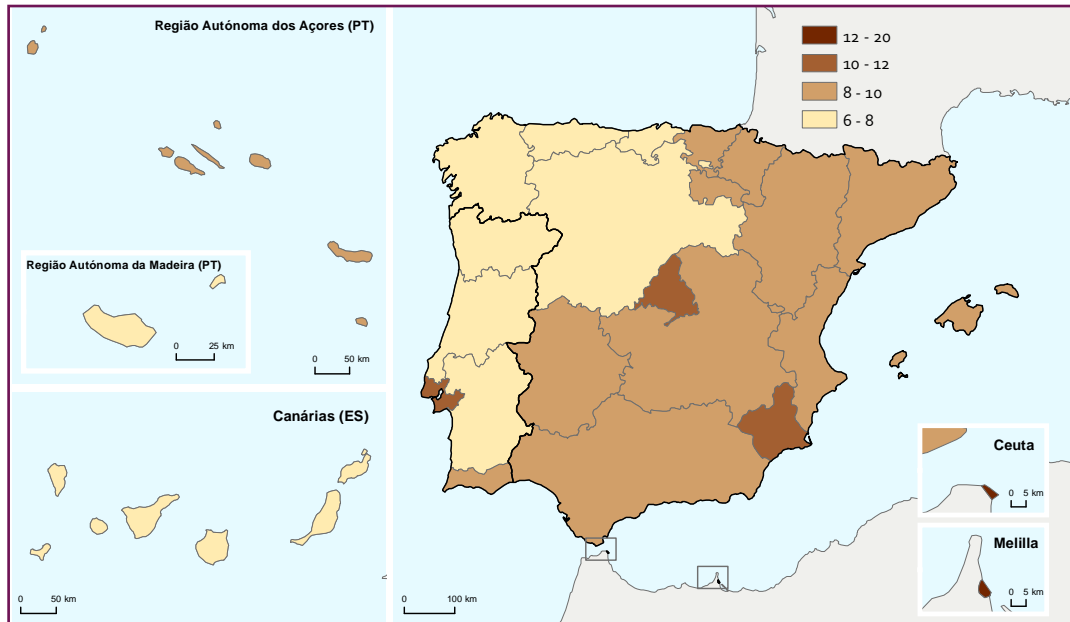 Região Autónoma dos Açores (PT)
12 - 20
10 - 12
8 - 10
6 - 8
Região Autónoma da Madeira (PT)
0 25 km
0 50 km
Canárias (ES)
0 50 km
0 100 km
Ceuta
0 5 km
Melilla
0 5 km